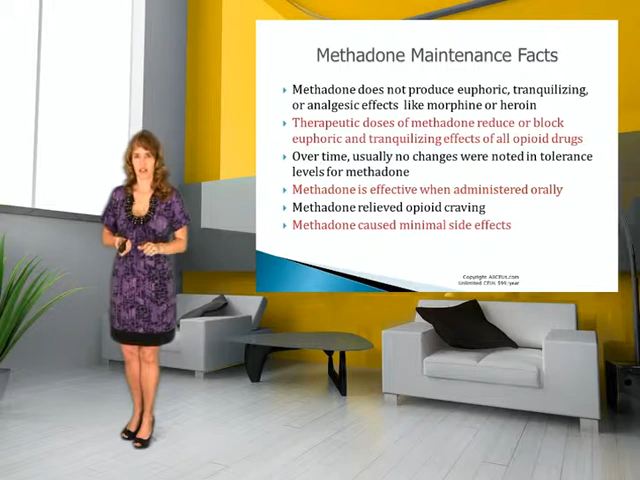 Methadone Maintenance Facts
Methadone does not produce euphoric, tranquilizing,
or analgesic effects like morphine or heroin
Therapeutic doses of methadone reduce or block
euphoric and tranquilizing effects of all opioid drugs
Over time, usually no changes were noted in tolerance
levels for methadone
Methadone is effective when administered orally
Methadone relieved opioid craving
Methadone caused minimal side effects
Copyright AllCEUs.com
Unlimited CEUs $99/year